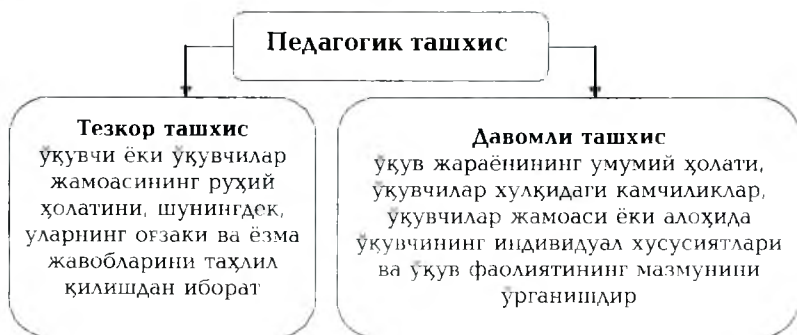 Педагогик ташхис
Тезкор ташхис
ўқувчи ёки ўқувчилар
жамоасининг руҳий
ҳолатини, шунингдек,
уларнинг оғзаки ва ёзма
жавобларини таҳлил
қилишдан иборат
Давомли ташхис
ўқув жараёнининг умумий ҳолати,
ўқувчилар хулқидаги камчиликлар,
ўқувчилар жамоаси ёки алоҳида
ўқувчининг индивидуал хусусиятлари
ва ўқув фаолиятининг мазмунини
ўрганишдир